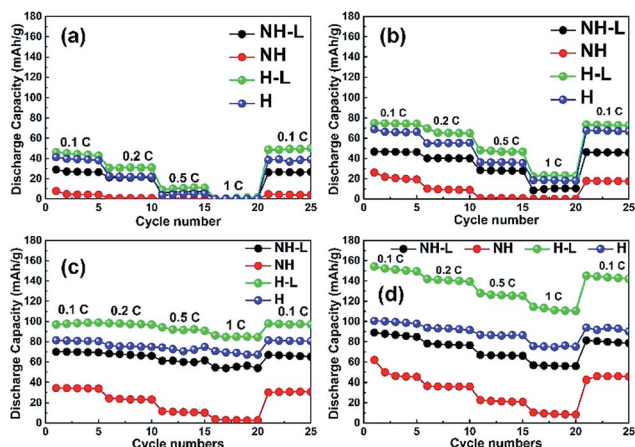 180
160
140
120
100
80
60
40
20
0
Discharge Capacity (mAh/g)
(a)
NH-L
NH
H-L
H
0.1 C
0.2 C
0.5 C
1 C
0.1 C
0 5 10 15 20 25
Cycle number
180
160
140
120
100
80
60
40
20
0
Discharge Capacity (mAh/g)
(b)
NH-L
NH
H-L
H
0.1 C
0.2 C
0.5 C
1 C
0.1 C
0 5 10 15 20 25
Cycle number
180
160
140
120
100
80
60
40
20
0
Discharge Capacity (mAh/g)
(c)
NH-L
NH
H-L
H
0.1 C 0.2 C 0.5 C 1 C 0.1 C
0 5 10 15 20 25
Cycle numbers
180
160
140
120
100
80
60
40
20
0
Discharge Capacity (mAh/g)
NH-L NH H-L H
0.1 C
0.2 C
0.5 C
1 C
0.1 C
(d)
0 5 10 15 20 25
Cycle numbers